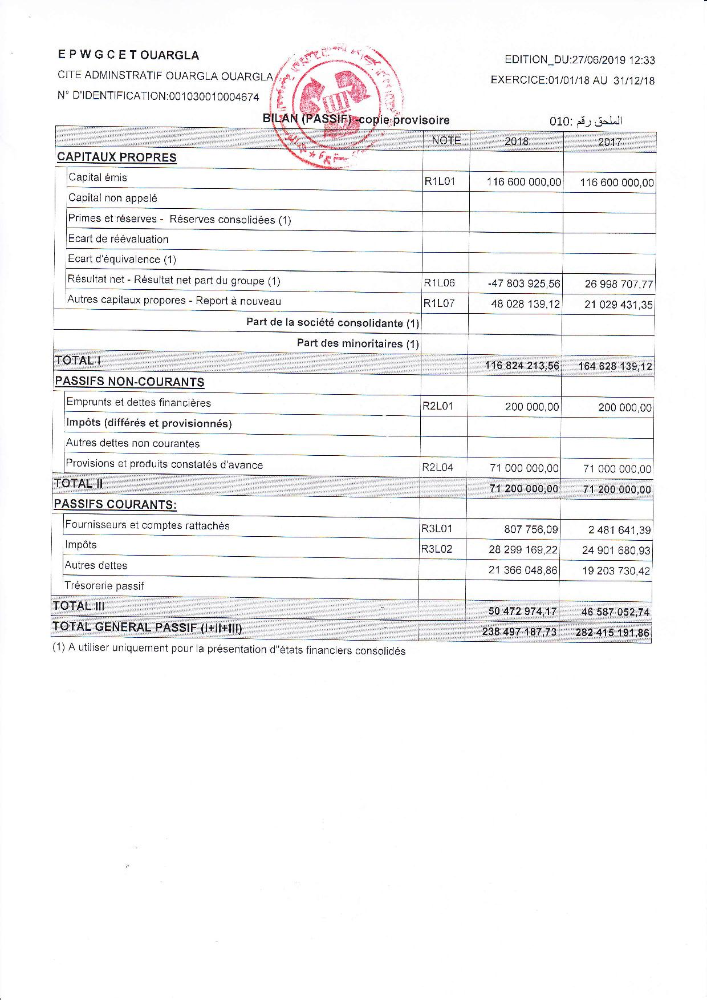 E P W G C E T OUARGLA
EDITION_DU:27/06/2019 12:33
CITE ADMINSTRATIF OUARGLA OUARGLA
EXERCICE:01/01/18 AU 31/12/18
N° D'IDENTIFICATION:001030010004674
BILAN (PASSIF) -copie provisoire
الملحق رقم :010
NOTE 2018 2017
CAPITAUX PROPRES
Capital émis R1L01 116 600 000,00 116 600 000,00
Capital non appelé
Primes et réserves - Réserves consolidées (1)
Ecart de réévaluation
Ecart d'équivalence (1)
Résultat net - Résultat net part du groupe (1) R1L06 -47 803 925,56 26 998 707,77
Autres capitaux propores - Report à nouveau R1L07 48 028 139,12 21 029 431,35
Part de la société consolidante (1)
Part des minoritaires (1)
TOTAL I 116 824 213,56 164 628 139,12
PASSIFS NON-COURANTS
Emprunts et dettes financières R2L01 200 000,00 200 000,00
Impôts (différés et provisionnés)
Autres dettes non courantes
Provisions et produits constatés d'avance R2L04 71 000 000,00 71 000 000,00
TOTAL II 71 200 000,00 71 200 000,00
PASSIFS COURANTS:
Fournisseurs et comptes rattachés R3L01 807 756,09 2 481 641,39
Impôts R3L02 28 299 169,22 24 901 680,93
Autres dettes 21 366 048,86 19 203 730,42
Trésorerie passif
TOTAL III 50 472 974,17 46 587 052,74
TOTAL GENERAL PASSIF (I+II+III) 238 497 187,73 282 415 191,86
(1) A utiliser uniquement pour la présentation d"états financiers consolidés